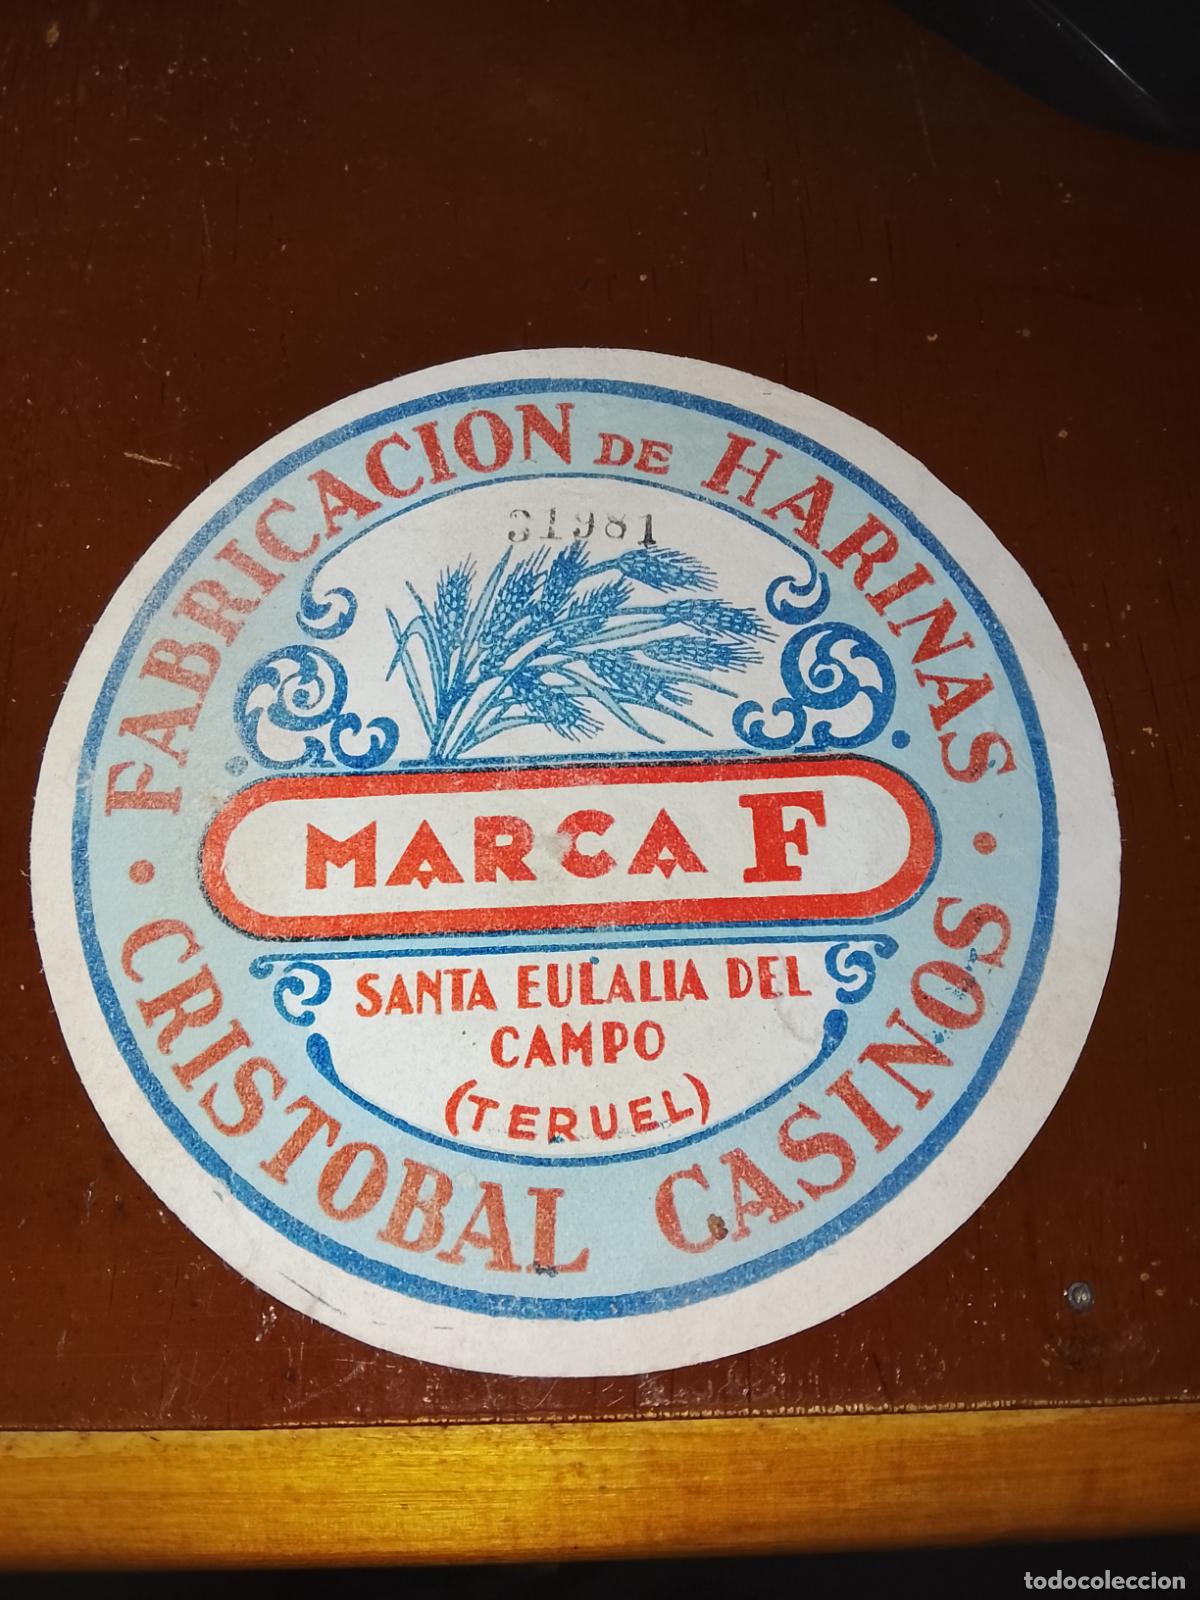 FABRICACION DE HARINAS
31981
MARCA F
SANTA EULALIA DEL
CAMPO
(TERUEL)
CRISTOBAL CASINOS
todocoleccion